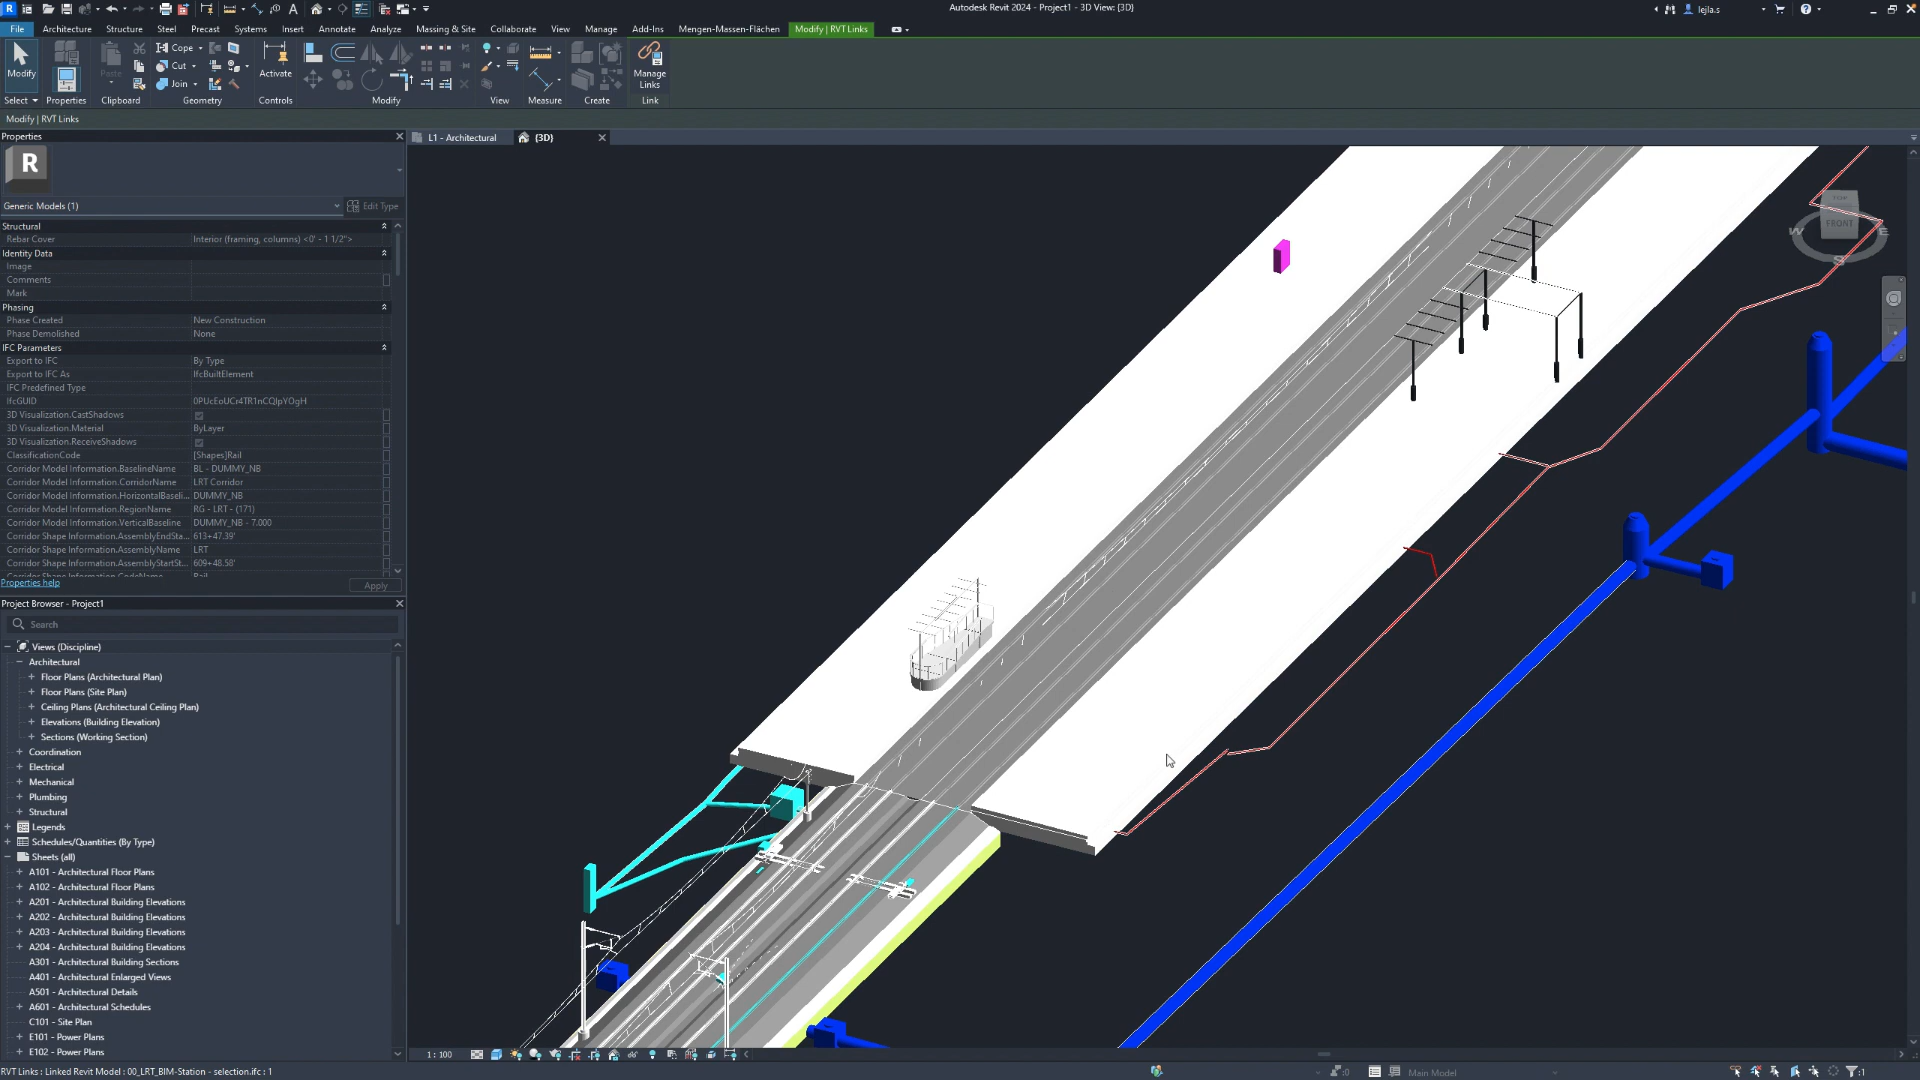 Autodesk Revit 2024 - Project1 - 3D View: {3D}
lejla.s
File Architecture Structure Steel Precast Systems Insert Annotate Analyze Massing & Site Collaborate View Manage Add-Ins Mengen-Massen-Flächen Modify | RVT Links
Modify
Paste
Cope
Cut
Join
Activate
Manage
Links
Select Properties Clipboard Geometry Controls Modify View Measure Create Link
Modify | RVT Links
Properties
L1 - Architectural
{3D}
R
Generic Models (1)
Edit Type
Structural
Rebar Cover Interior (framing, columns) <0' - 1 1/2">
Identity Data
Image
Comments
Mark
Phasing
Phase Created New Construction
Phase Demolished None
IFC Parameters
Export to IFC By Type
Export to IFC As IfcBuiltElement
IFC Predefined Type
IfcGUID 0PUcEoUCr4TR1nCQIpYOgH
3D Visualization.CastShadows
3D Visualization.Material ByLayer
3D Visualization.ReceiveShadows
ClassificationCode [Shapes]Rail
Corridor Model Information.BaselineName BL - DUMMY_NB
Corridor Model Information.CorridorName LRT Corridor
Corridor Model Information.HorizontalBaseli... DUMMY_NB
Corridor Model Information.RegionName RG - LRT - (171)
Corridor Model Information.VerticalBaseline DUMMY_NB - 7.000
Corridor Shape Information.AssemblyEndSta... 613+47.39'
Corridor Shape Information.AssemblyName LRT
Corridor Shape Information.AssemblyStartSt... 609+48.58'
Corridor Shape Information.CodeName Rail
Properties help
Apply
Project Browser - Project1
Search
Views (Discipline)
Architectural
Floor Plans (Architectural Plan)
Floor Plans (Site Plan)
Ceiling Plans (Architectural Ceiling Plan)
Elevations (Building Elevation)
Sections (Working Section)
Coordination
Electrical
Mechanical
Plumbing
Structural
Legends
Schedules/Quantities (By Type)
Sheets (all)
A101 - Architectural Floor Plans
A102 - Architectural Floor Plans
A201 - Architectural Building Elevations
A202 - Architectural Building Elevations
A203 - Architectural Building Elevations
A204 - Architectural Building Elevations
A301 - Architectural Building Sections
A401 - Architectural Enlarged Views
A501 - Architectural Details
A601 - Architectural Schedules
C101 - Site Plan
E101 - Power Plans
E102 - Power Plans
TOP
FRONT
W
E
S
1 : 100
RVT Links : Linked Revit Model : 00_LRT_BIM-Station - selection.ifc : 1
:0
Main Model
:1